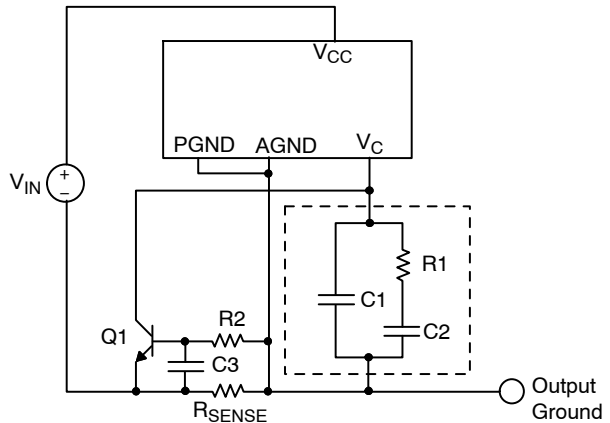 V_CC
PGND AGND V_C
V_IN
+
−
R1
C1
C2
R2
Q1
C3
R_SENSE
Output
Ground